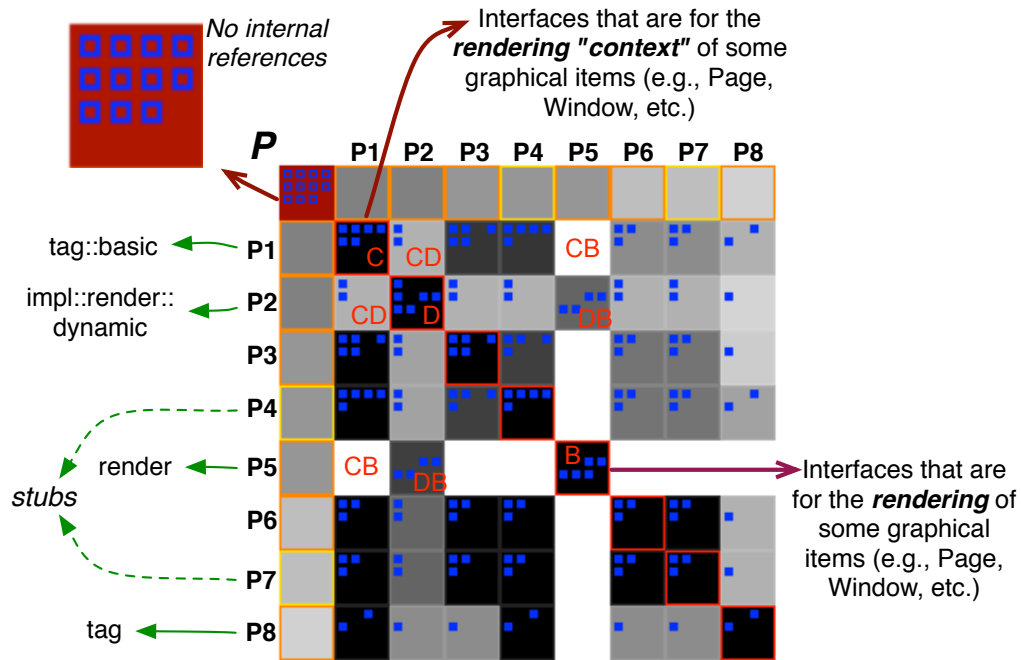 No internal
references
Interfaces that are for the
rendering "context" of some
graphical items (e.g., Page,
Window, etc.)
P
P1 P2 P3 P4 P5 P6 P7 P8
tag::basic
P1
C
CD
CB
impl::render::
dynamic
P2
CD
D
DB
P3
P4
render
P5
CB
DB
B
stubs
Interfaces that are
for the rendering of
some graphical
items (e.g., Page,
Window, etc.)
P6
P7
tag
P8